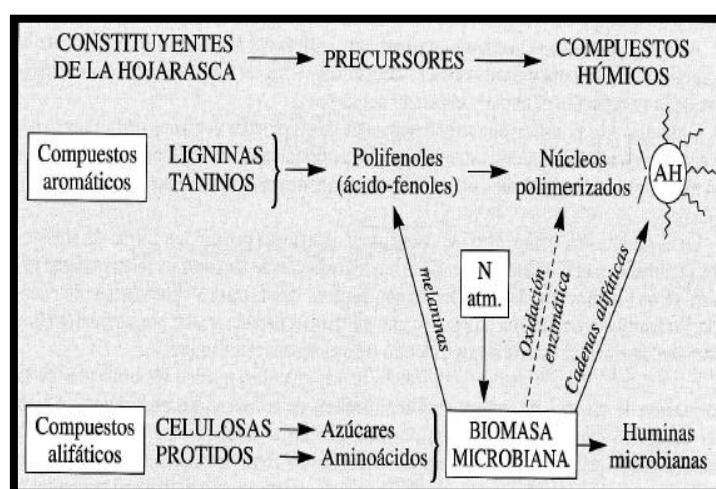 CONSTITUYENTES
DE LA HOJARASCA
PRECURSORES
COMPUESTOS
HÚMICOS
Compuestos
aromáticos
LIGNINAS
TANINOS
Polifenoles
(ácido-fenoles)
Núcleos
polimerizados
AH
melaninas
N
atm.
Oxidación
enzimática
Cadenas alifáticas
Compuestos
alifáticos
CELULOSAS
PROTIDOS
Azúcares
Aminoácidos
BIOMASA
MICROBIANA
Huminas
microbianas